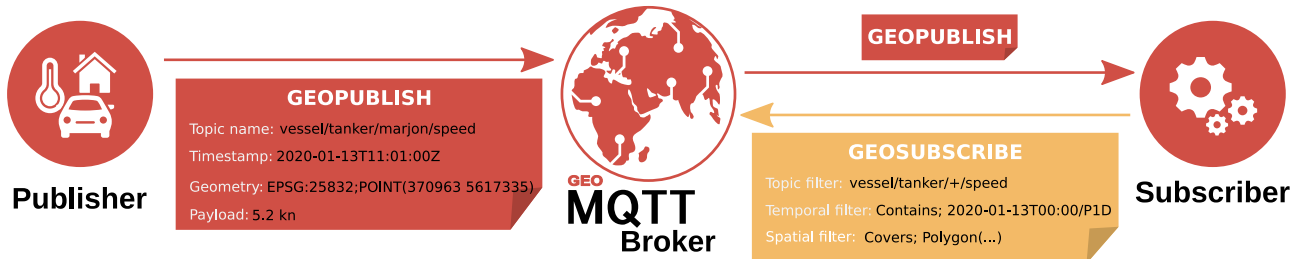 Publisher
GEOPUBLISH
Topic name: vessel/tanker/marjon/speed
Timestamp: 2020-01-13T11:01:00Z
Geometry: EPSG:25832;POINT(370963 5617335)
Payload: 5.2 kn
GEO
MQTT
Broker
GEOPUBLISH
GEOSUBSCRIBE
Topic filter: vessel/tanker/+/speed
Temporal filter: Contains; 2020-01-13T00:00/P1D
Spatial filter: Covers; Polygon(...)
Subscriber